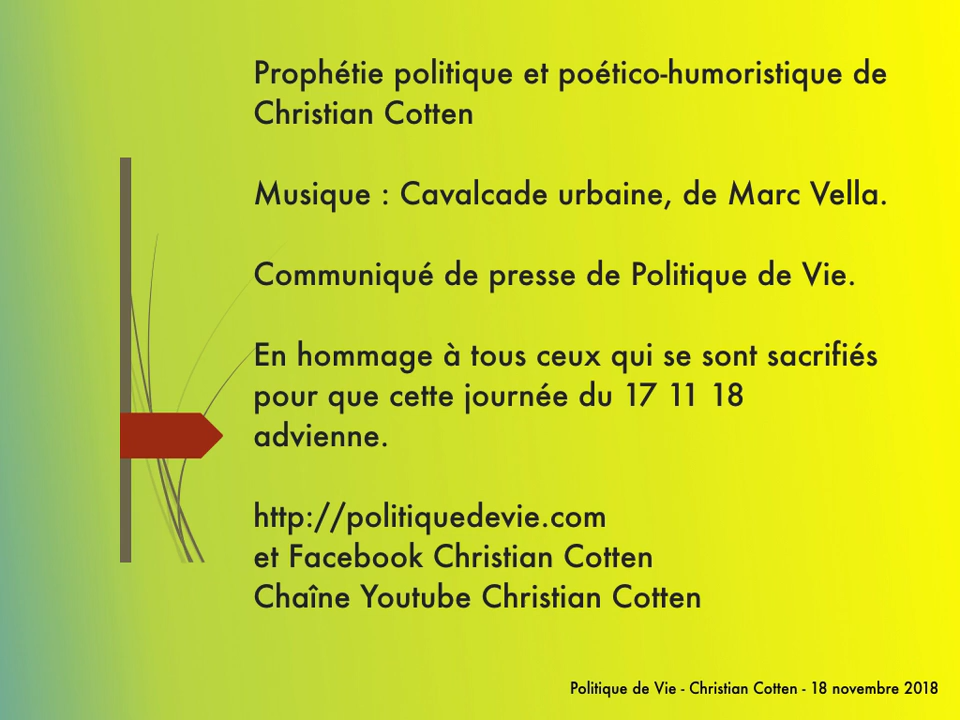 Prophétie politique et poético-humoristique de
Christian Cotten
Musique : Cavalcade urbaine, de Marc Vella.
Communiqué de presse de Politique de Vie.
En hommage à tous ceux qui se sont sacrifiés
pour que cette journée du 17 11 18
advienne.
http://politiquedevie.com
et Facebook Christian Cotten
Chaîne Youtube Christian Cotten
Politique de Vie - Christian Cotten - 18 novembre 2018